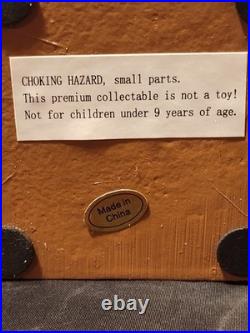 CHOKING HAZARD, small parts.
This premium collectable is not a toy!
Not for children under 9 years of age.
Made in
China